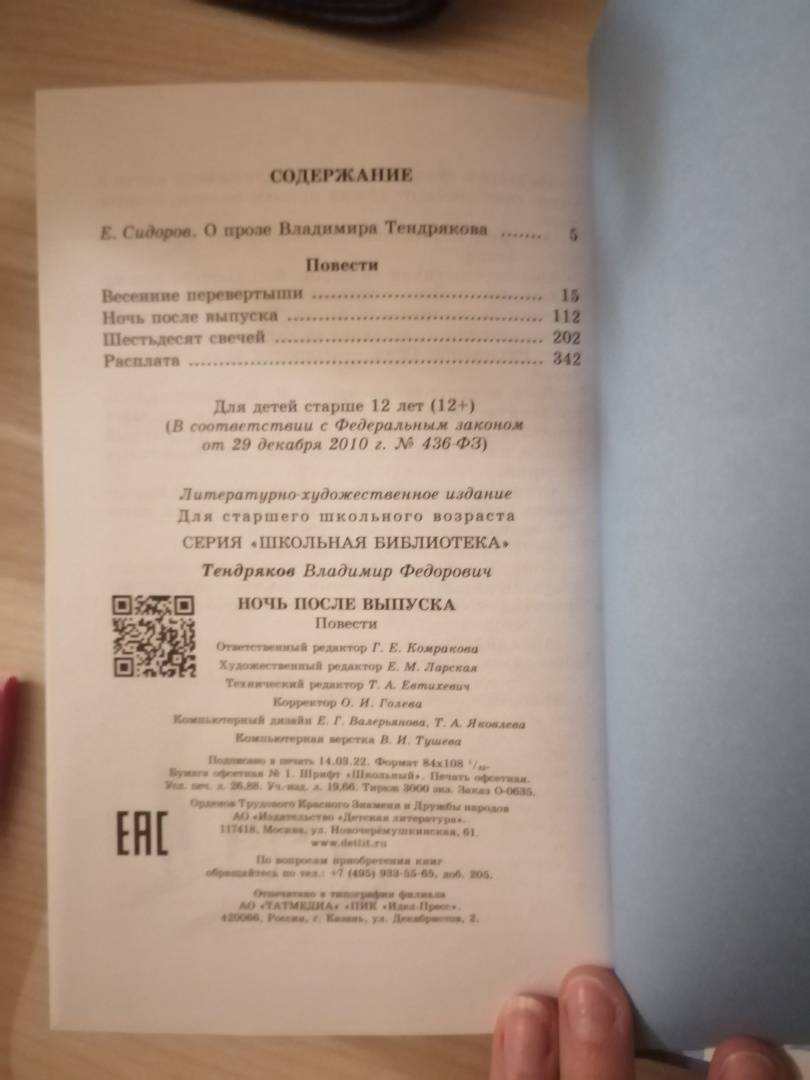 СОДЕРЖАНИЕ
Е. Сидоров. О прозе Владимира Тендрякова ....... 5
Повести
Весенние перевертыши ........................................ 15
Ночь после выпуска ............................................ 112
Шестьдесят свечей .............................................. 202
Расплата ............................................................ 342
Для детей старше 12 лет (12+)
(В соответствии с Федеральным законом
от 29 декабря 2010 г. № 436-ФЗ)
Литературно-художественное издание
Для старшего школьного возраста
СЕРИЯ «ШКОЛЬНАЯ БИБЛИОТЕКА»
Тендряков Владимир Федорович
НОЧЬ ПОСЛЕ ВЫПУСКА
Повести
Ответственный редактор Г. Е. Комракова
Художественный редактор Е. М. Ларская
Технический редактор Т. А. Евтихевич
Корректор О. И. Голева
Компьютерный дизайн Е. Г. Валерьянова, Т. А. Яковлева
Компьютерная верстка В. И. Тушева
Подписано в печать 14.03.22. Формат 84х108 1/32.
Бумага офсетная № 1. Шрифт «Школьный». Печать офсетная.
Усл. печ. л. 26,88. Уч.-изд. л. 19,66. Тираж 3000 экз. Заказ О-0635.
Орденов Трудового Красного Знамени и Дружбы народов
АО «Издательство «Детская литература».
117418, Москва, ул. Новочерёмушкинская, 61.
www.detlit.ru
По вопросам приобретения книг
обращайтесь по тел.: +7 (495) 933-55-65, доб. 205.
Отпечатано в типографии филиала
АО «ТАТМЕДИА» «ПИК «Идел-Пресс».
420066, Россия, г. Казань, ул. Декабристов, 2.
ЕАС